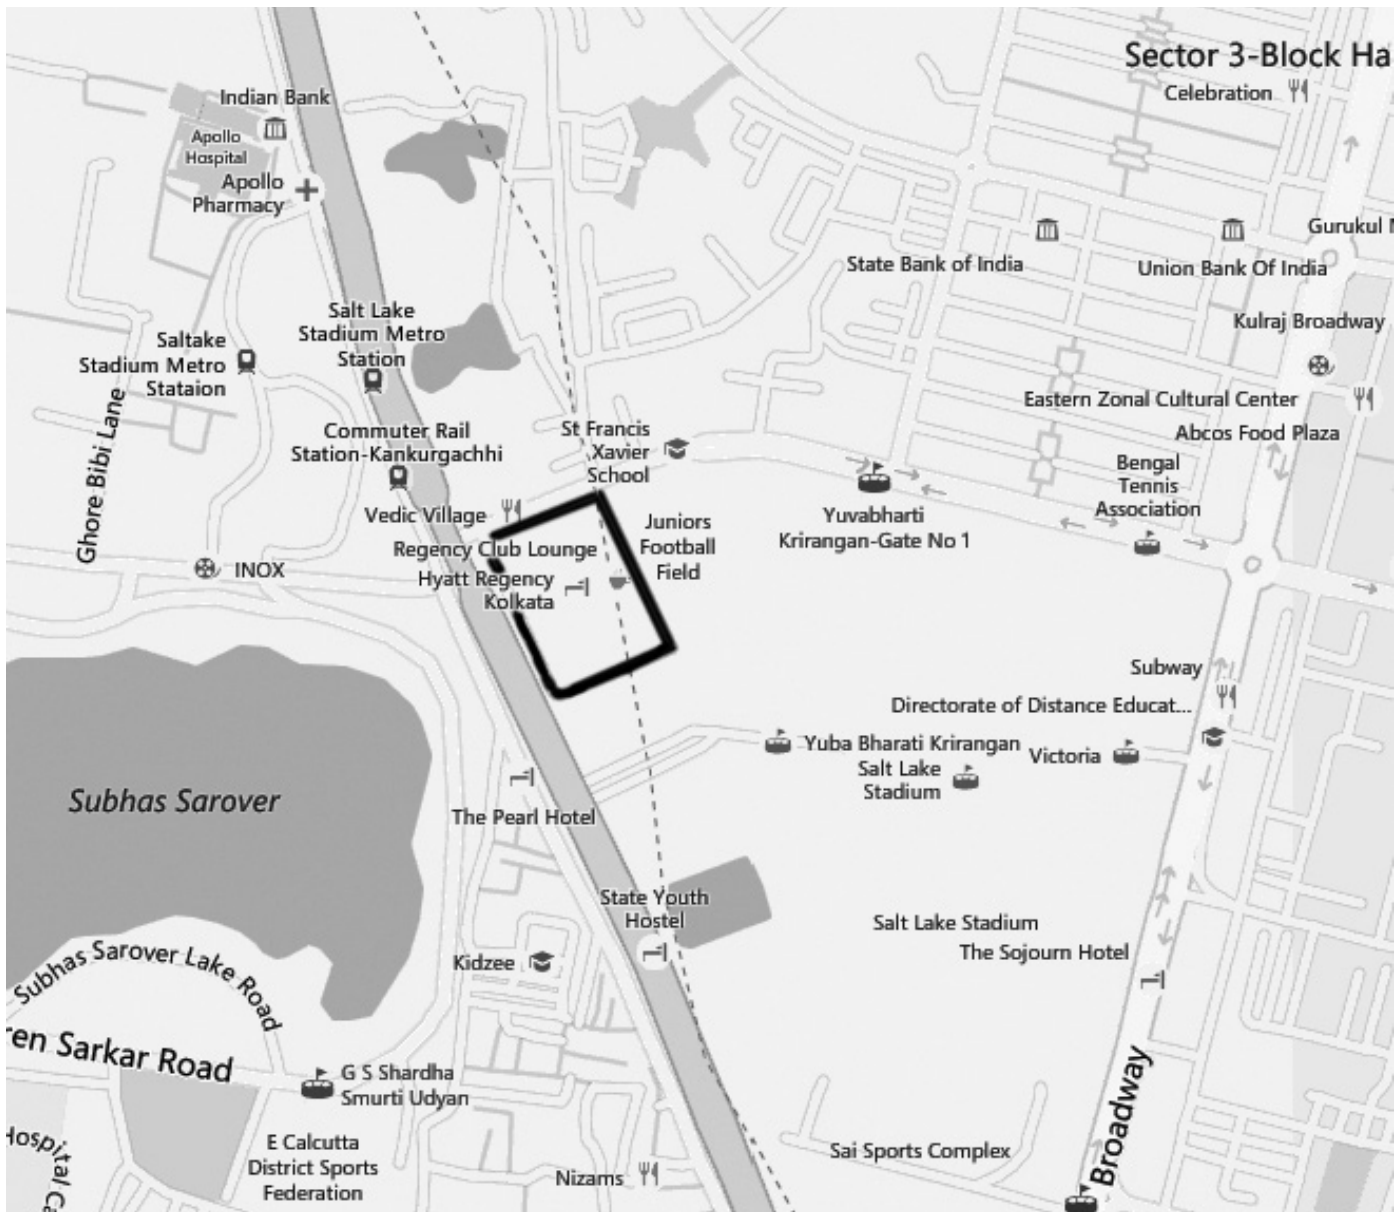 Sector 3-Block Ha
Celebration
Indian Bank
Apollo
Hospital
Apollo
Pharmacy
Gurukul
State Bank of India
Union Bank Of India
Salt Lake
Stadium Metro
Station
Saltake
Stadium Metro
Stataion
Kulraj Broadway
Ghore Bibi Lane
Eastern Zonal Cultural Center
Abcos Food Plaza
Commuter Rail
Station-Kankurgachhi
St Francis
Xavier
School
Bengal
Tennis
Association
Vedic Village
Juniors
Football
Field
Yuvabharti
Krirangan-Gate No 1
Regency Club Lounge
INOX
Hyatt Regency
Kolkata
Subway
Directorate of Distance Educat...
Yuba Bharati Krirangan
Salt Lake
Stadium
Victoria
Subhas Sarover
The Pearl Hotel
State Youth
Hostel
Salt Lake Stadium
The Sojourn Hotel
Kidzee
Subhas Sarover Lake Road
ren Sarkar Road
G S Shardha
Smurti Udyan
Broadway
Hospital Ca
E Calcutta
District Sports
Federation
Sai Sports Complex
Nizams